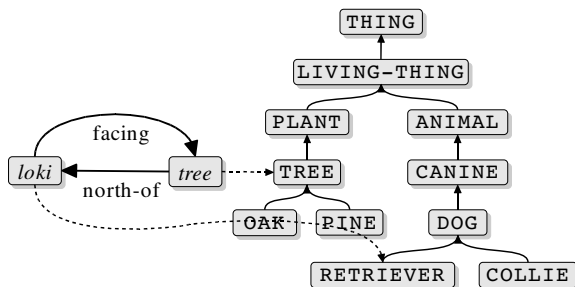 THING
LIVING-THING
PLANT ANIMAL
facing
loki tree TREE CANINE
north-of
OAK PINE DOG
RETRIEVER COLLIE